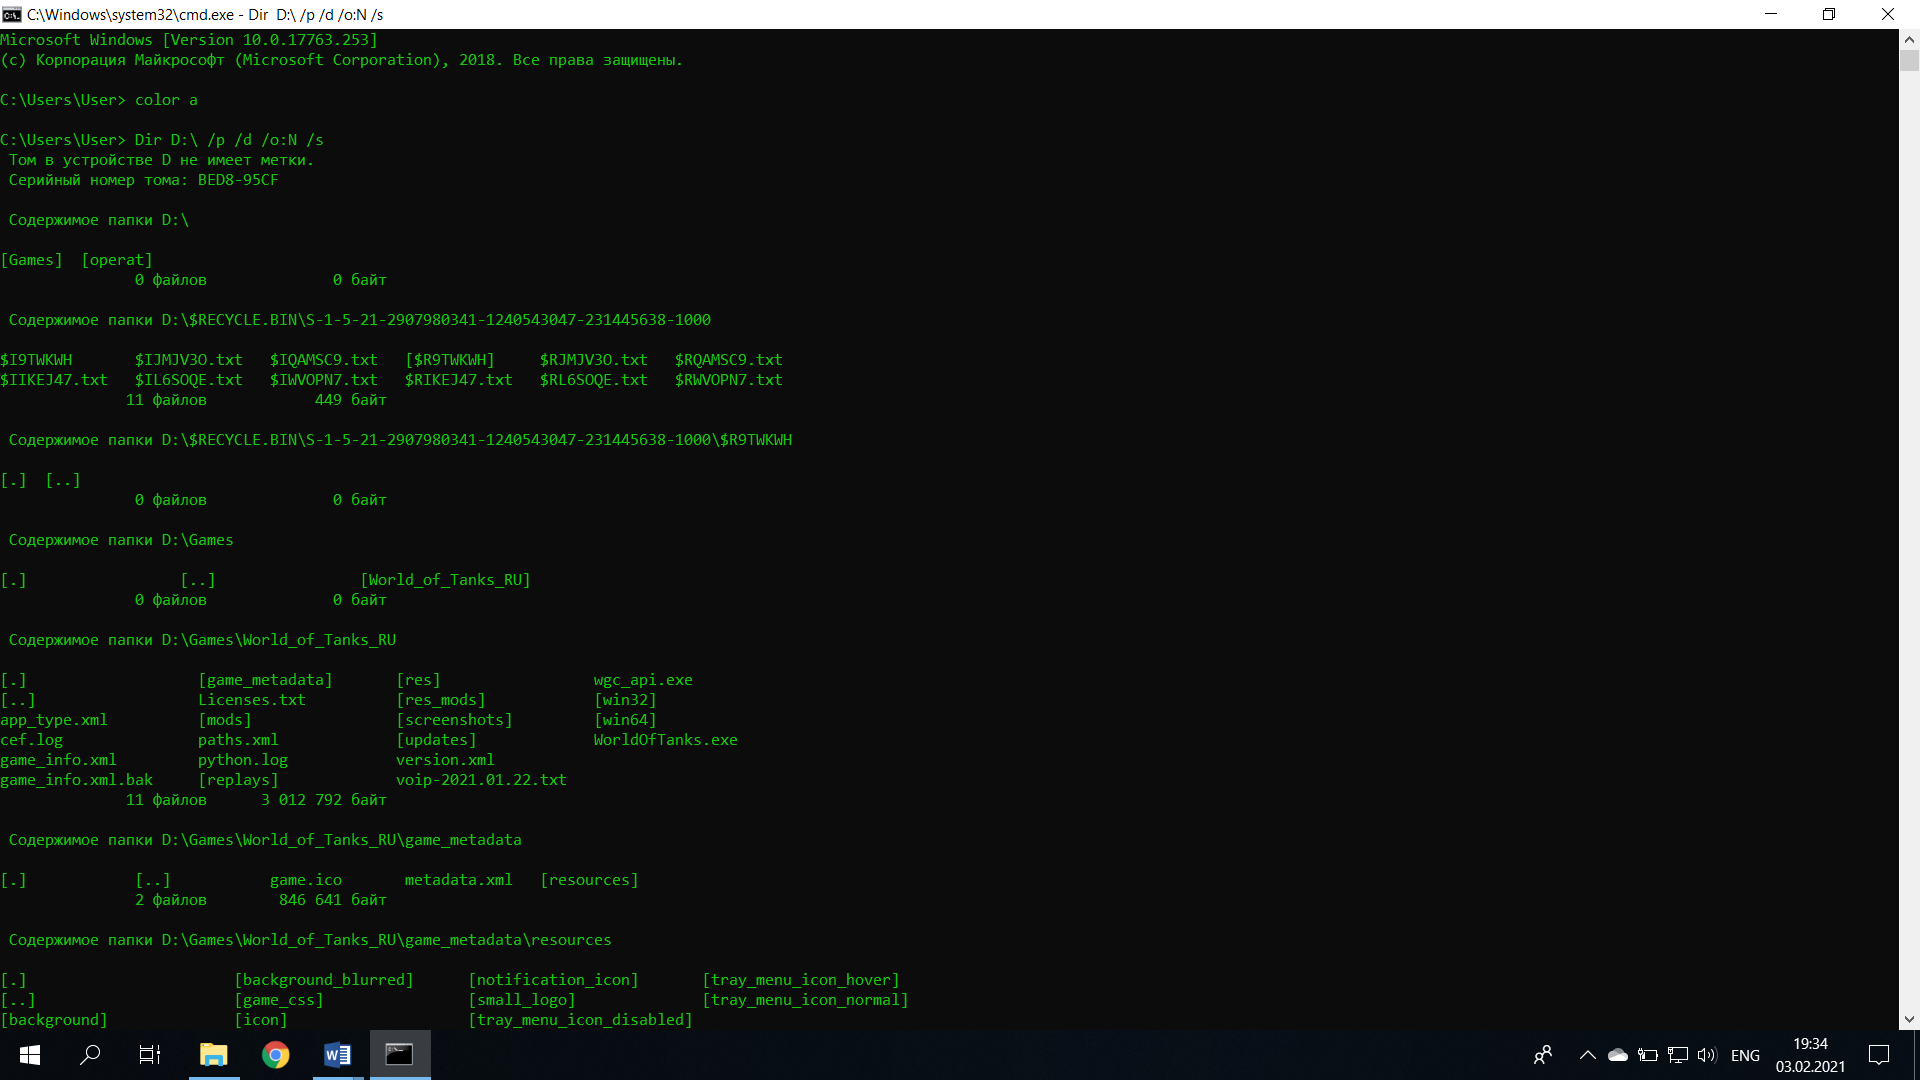 C:\Windows\system32\cmd.exe - Dir D:\ /p /d /o:N /s
Microsoft Windows [Version 10.0.17763.253]
(c) Корпорация Майкрософт (Microsoft Corporation), 2018. Все права защищены.
C:\Users\User> color a
C:\Users\User> Dir D:\ /p /d /o:N /s
Том в устройстве D не имеет метки.
Серийный номер тома: BED8-95CF
Содержимое папки D:\
[Games] [operat]
0 файлов 0 байт
Содержимое папки D:\$RECYCLE.BIN\S-1-5-21-2907980341-1240543047-231445638-1000
$I9TWKWH $IJMJV3O.txt $IQAMSC9.txt [$R9TWKWH] $RJMJV3O.txt $RQAMSC9.txt
$IIKEJ47.txt $IL6SOQE.txt $IWVOPN7.txt $RIKEJ47.txt $RL6SOQE.txt $RWVOPN7.txt
11 файлов 449 байт
Содержимое папки D:\$RECYCLE.BIN\S-1-5-21-2907980341-1240543047-231445638-1000\$R9TWKWH
[.] [..]
0 файлов 0 байт
Содержимое папки D:\Games
[.] [..] [World_of_Tanks_RU]
0 файлов 0 байт
Содержимое папки D:\Games\World_of_Tanks_RU
[.] [game_metadata] [res] wgc_api.exe
[..] Licenses.txt [res_mods] [win32]
app_type.xml [mods] [screenshots] [win64]
cef.log paths.xml [updates] WorldOfTanks.exe
game_info.xml python.log version.xml
game_info.xml.bak [replays] voip-2021.01.22.txt
11 файлов 3 012 792 байт
Содержимое папки D:\Games\World_of_Tanks_RU\game_metadata
[.] [..] game.ico metadata.xml [resources]
2 файлов 846 641 байт
Содержимое папки D:\Games\World_of_Tanks_RU\game_metadata\resources
[.] [background_blurred] [notification_icon] [tray_menu_icon_hover]
[..] [game_css] [small_logo] [tray_menu_icon_normal]
[background] [icon] [tray_menu_icon_disabled]
ENG
19:34
03.02.2021